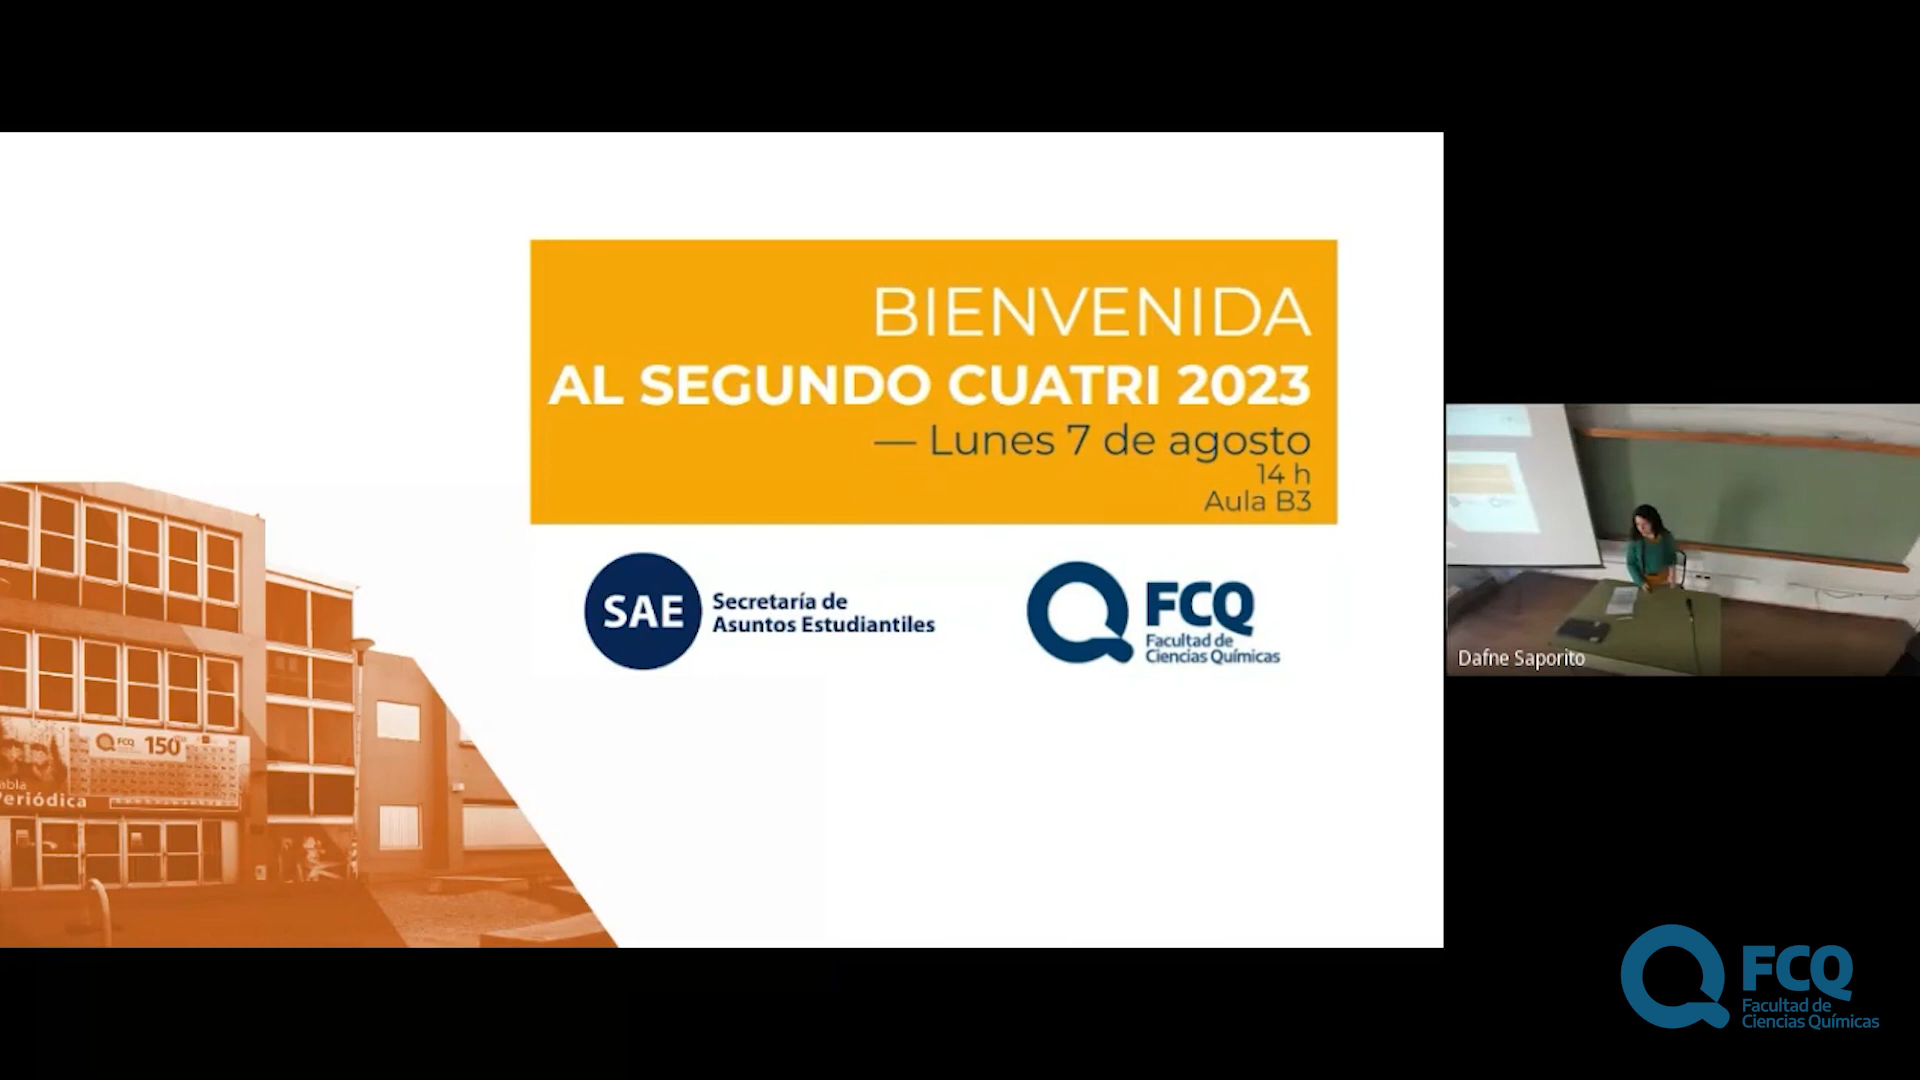 BIENVENIDA
AL SEGUNDO CUATRI 2023
— Lunes 7 de agosto
14 h
Aula B3
SAE
Secretaría de
Asuntos Estudiantiles
FCQ
Facultad de
Ciencias Químicas
FCQ
150
Periódica
Dafne Saporito
FCQ
Facultad de
Ciencias Químicas